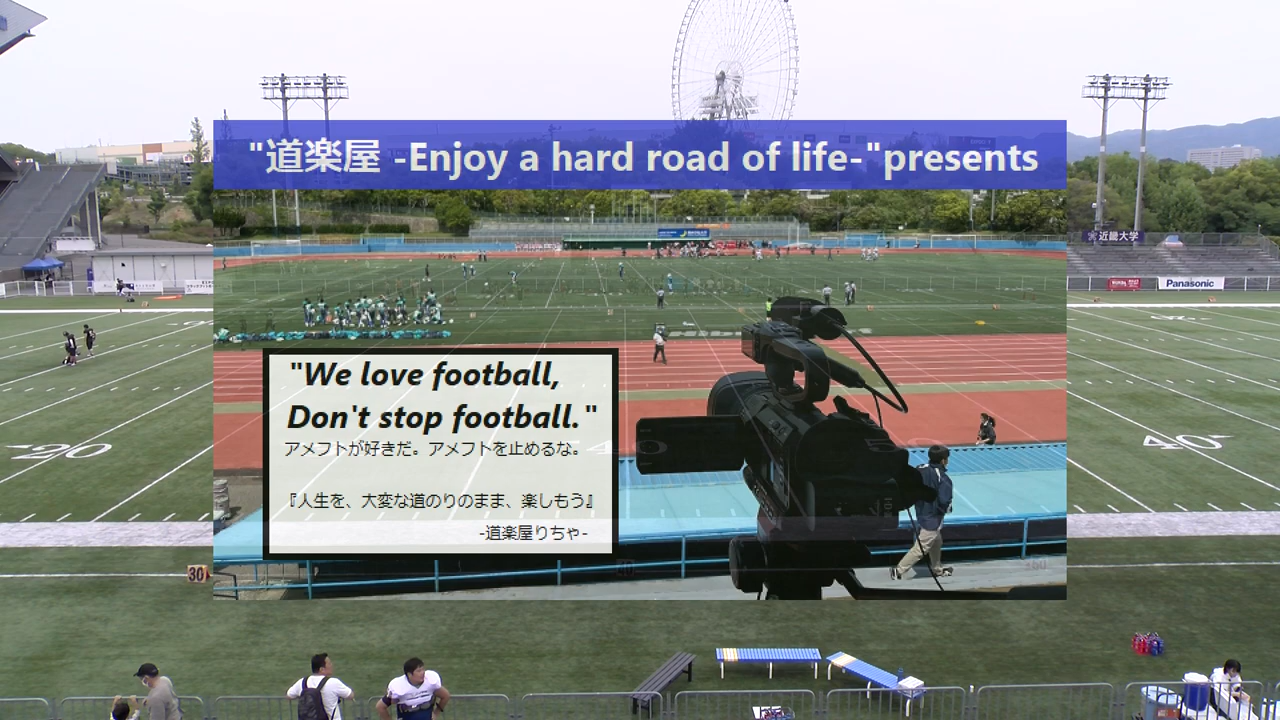 "道楽屋 -Enjoy a hard road of life-"presents
近畿大学
Panasonic
"We love football,
Don't stop football."
アメフトが好きだ。アメフトを止めるな。
『人生を、大変な道のりのまま、楽しもう』
-道楽屋りちゃ-
20
40
50
40
30